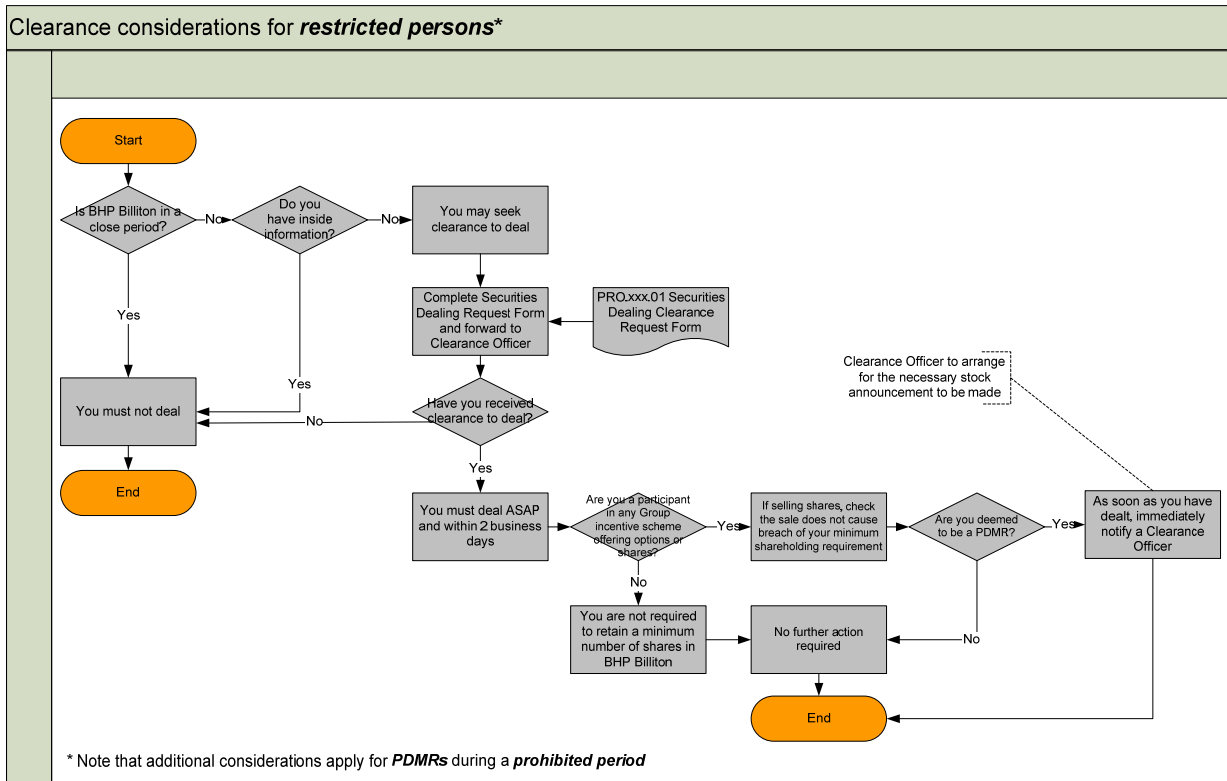 Clearance considerations for restricted persons*
Start
Is BHP Billiton in a
close period?
No
Do you
have inside
information?
No
You may seek
clearance to deal
Yes
Yes
Complete Securities
Dealing Request Form
and forward to
Clearance Officer
PRO.xxx.01 Securities
Dealing Clearance
Request Form
You must not deal
Have you received
clearance to deal?
No
Clearance Officer to arrange
for the necessary stock
announcement to be made
End
Yes
You must deal ASAP
and within 2 business
days
Are you a participant
in any Group
incentive scheme
offering options or
shares?
Yes
If selling shares, check
the sale does not cause
breach of your minimum
shareholding requirement
Are you deemed
to be a PDMR?
Yes
As soon as you have
dealt, immediately
notify a Clearance
Officer
No
You are not required
to retain a minimum
number of shares in
BHP Billiton
No further action
required
No
End
* Note that additional considerations apply for PDMRs during a prohibited period